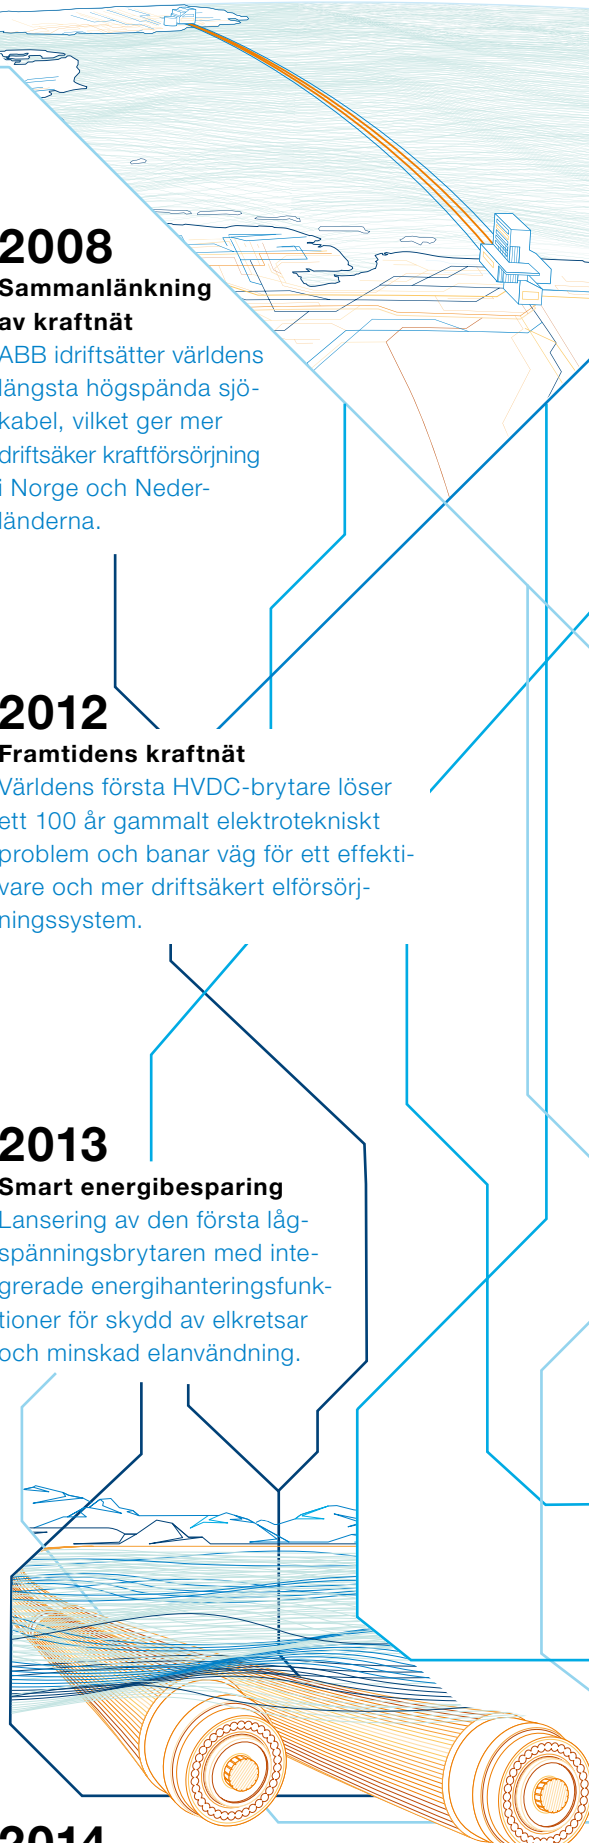 2008
Sammanlänkning
av kraftnät
ABB idriftsätter världens
längsta högspända sjö-
kabel, vilket ger mer
driftsäker kraftförsörjning
i Norge och Neder-
länderna.
2012
Framtidens kraftnät
Världens första HVDC-brytare löser
ett 100 år gammalt elektrotekniskt
problem och banar väg för ett effekti-
vare och mer driftsäkert elförsörj-
ningssystem.
2013
Smart energibesparing
Lansering av den första låg-
spänningsbrytaren med inte-
grerade energihanteringsfunk-
tioner för skydd av elkretsar
och minskad elanvändning.
2014